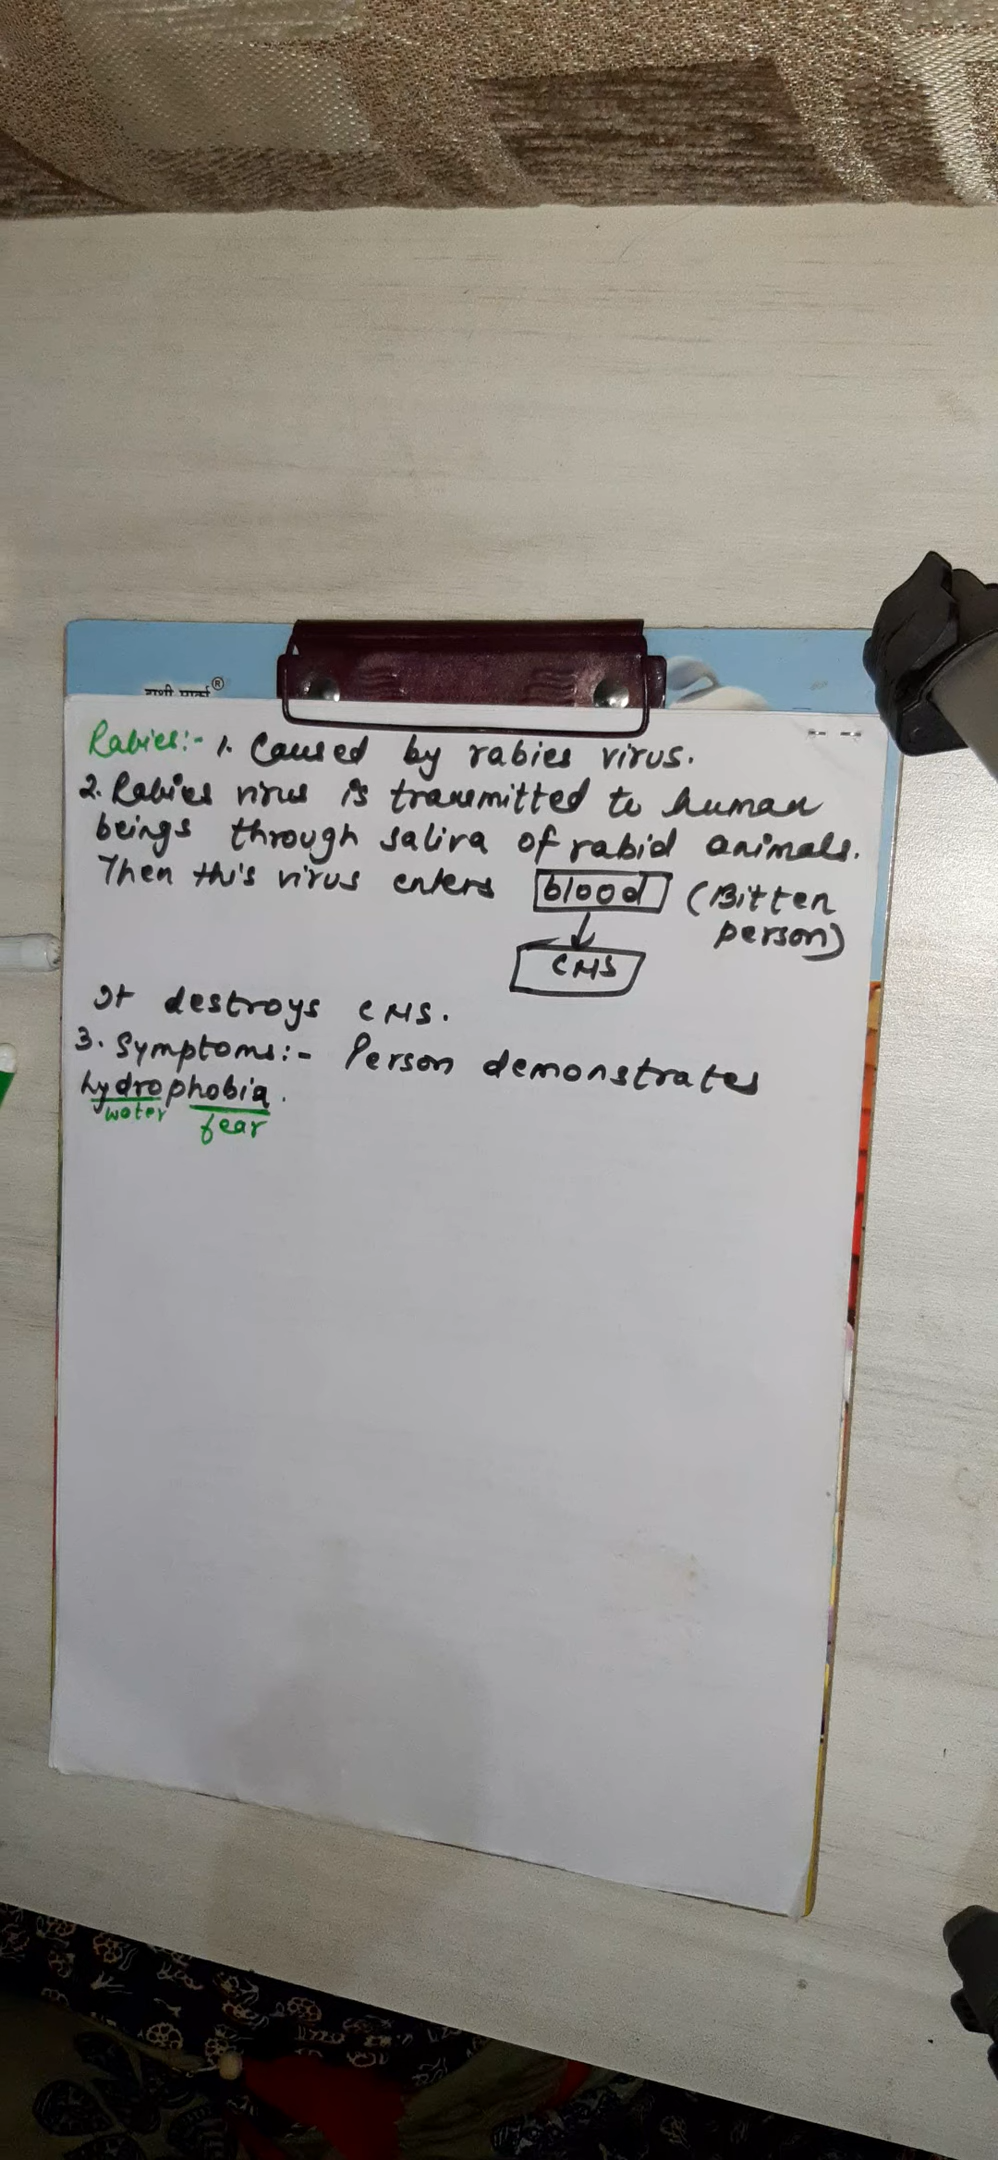 Rabies:- 1. Caused by rabies virus.
2. Rabies virus is transmitted to human
beings through saliva of rabid animals.
Then this virus enters blood (Bitten
person)
CNS
It destroys CNS.
3. Symptoms:- Person demonstrates
hydrophobia.
water fear